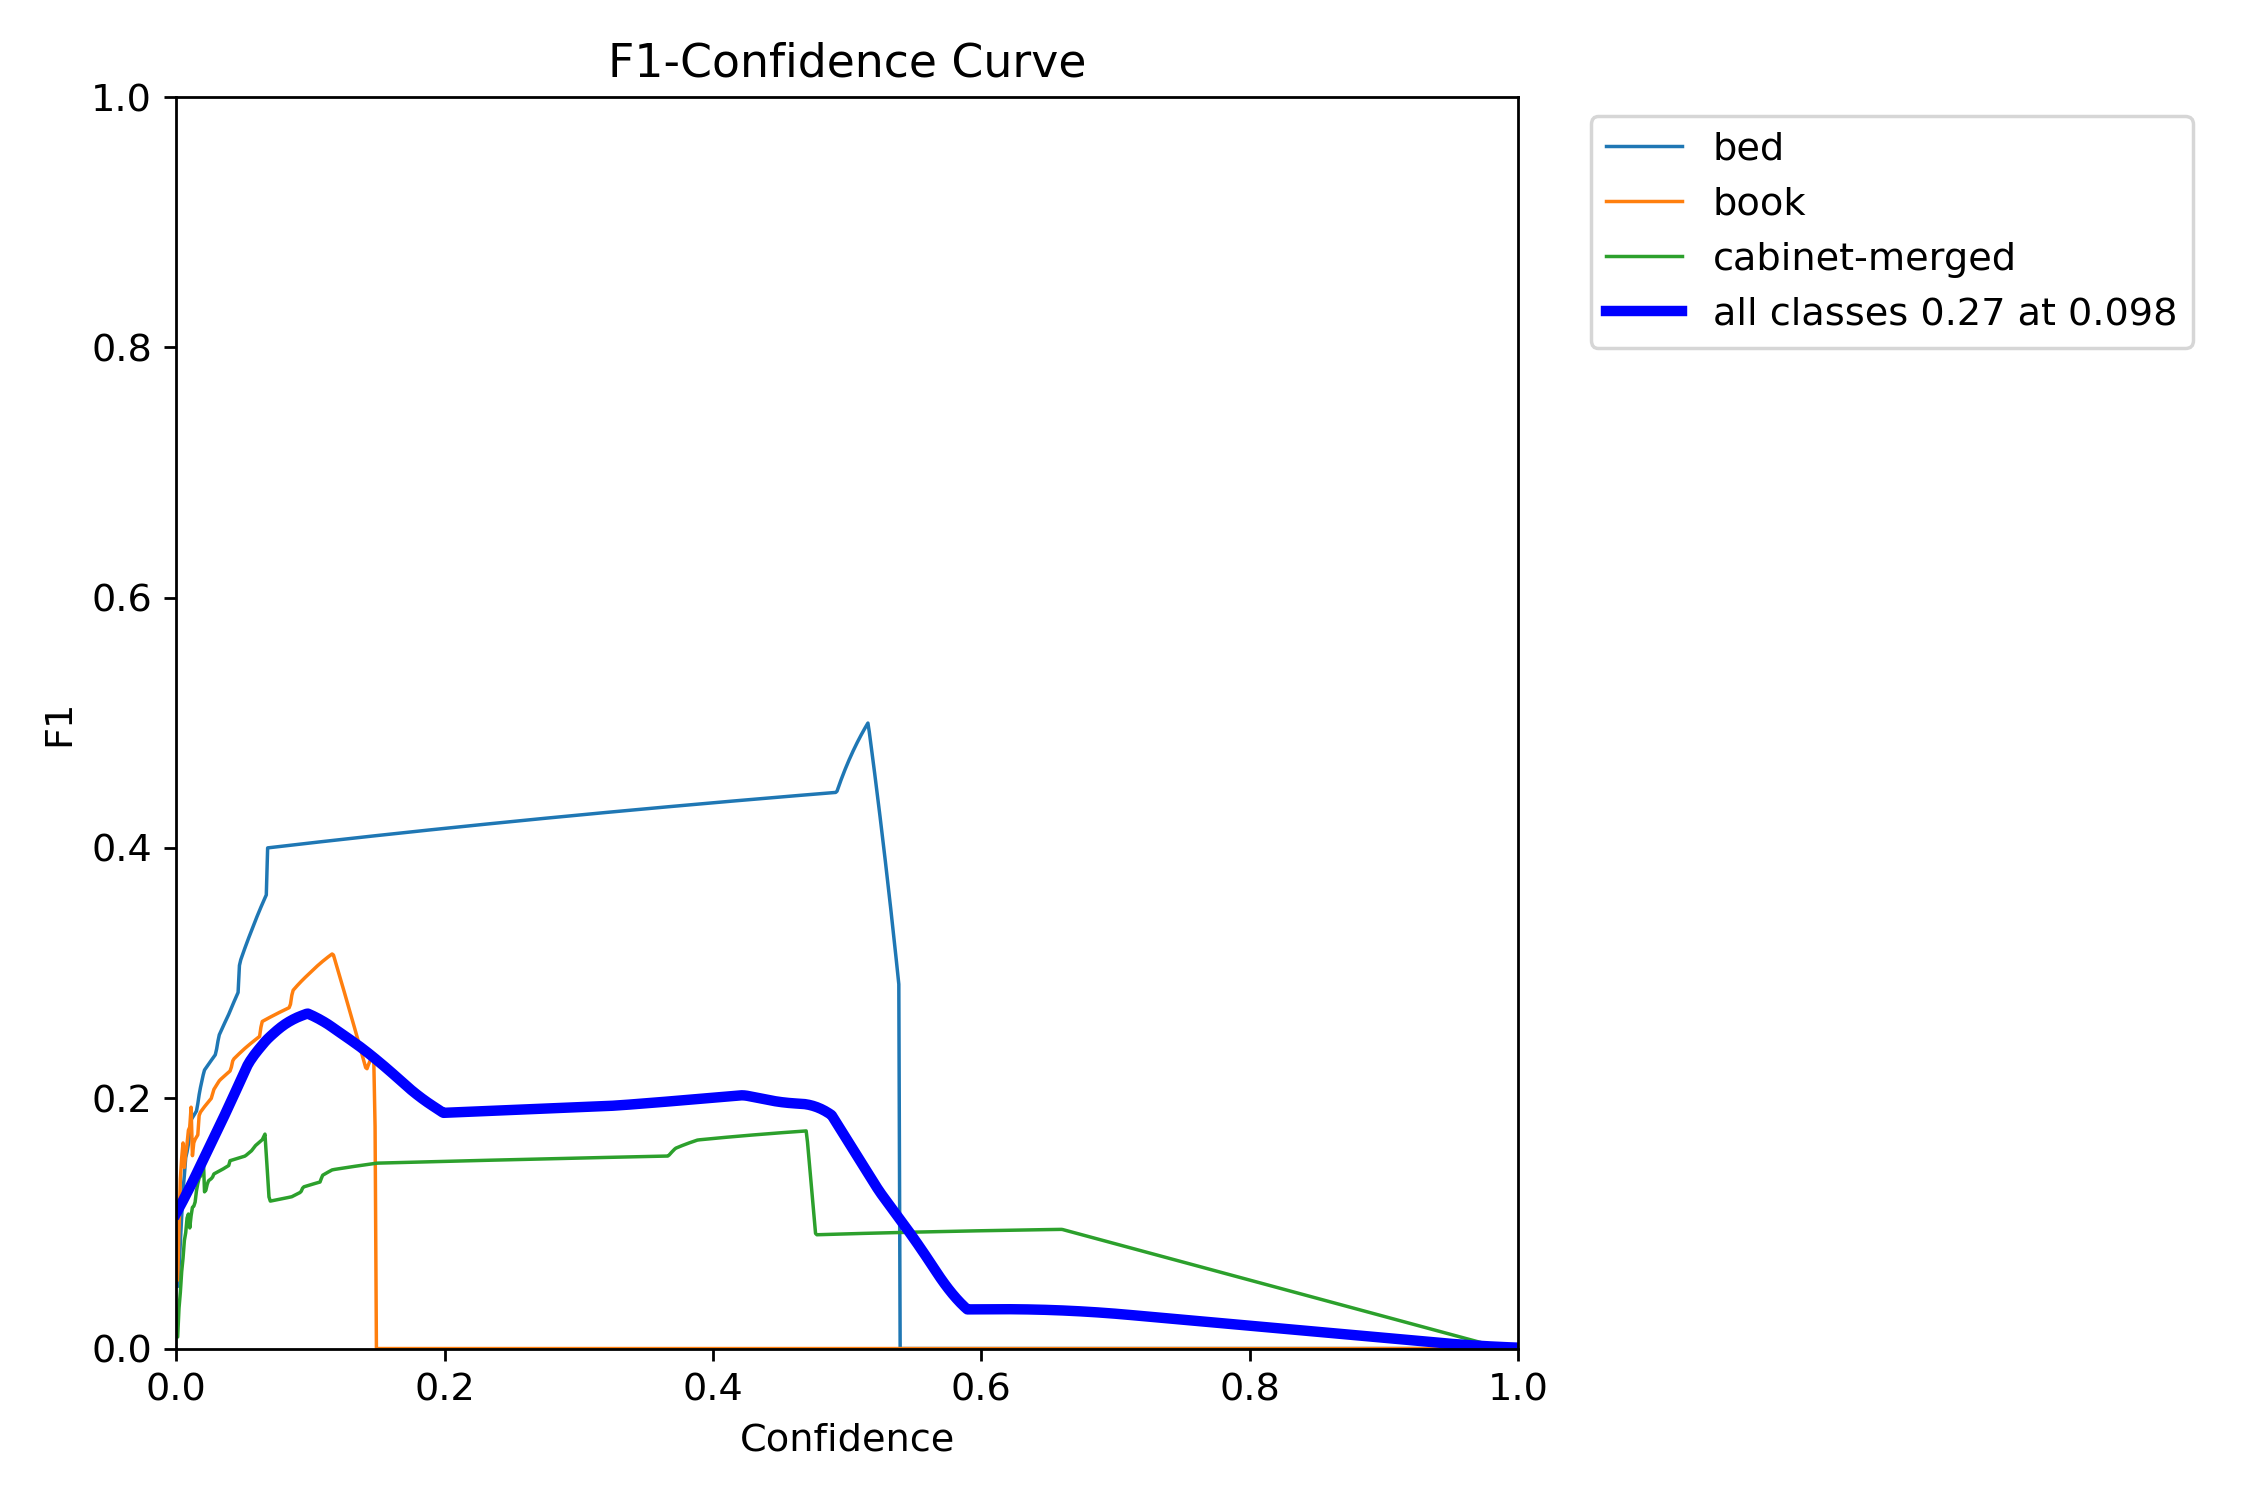 F1-Confidence Curve
1.0
0.8
0.6
0.4
0.2
0.0
F1
0.0 0.2 0.4 0.6 0.8 1.0
Confidence
bed
book
cabinet-merged
all classes 0.27 at 0.098